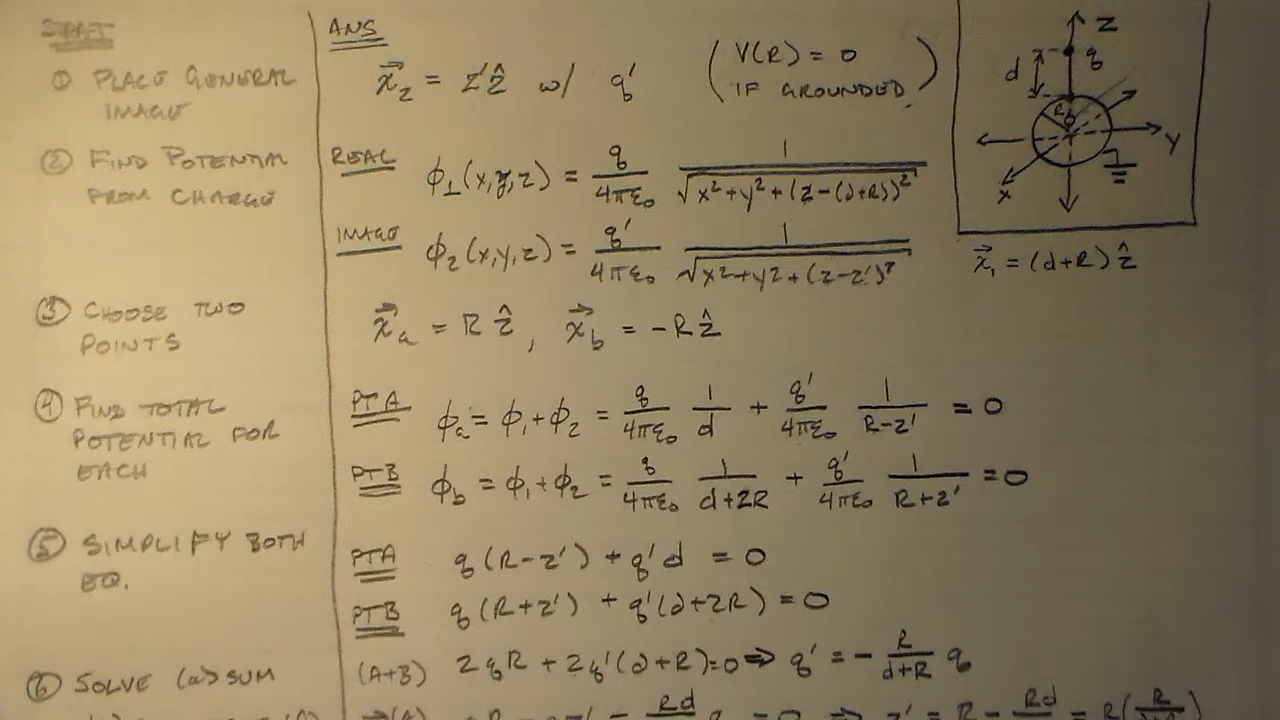 STRAT
① PLACE GENERAL
IMAGE
② FIND POTENTIAL
FROM CHARGE
③ CHOOSE TWO
POINTS
④ FIND TOTAL
POTENTIAL FOR
EACH
⑤ SIMPLIFY BOTH
EQ.
⑥ SOLVE (a) SUM
ANS
x⃗₂ = z'ẑ w/ q' (V(R) = 0
IF GROUNDED)
REAL φ₁(x,y,z) = q/4πε₀ 1/√(x²+y²+(z-(d+R))²)
IMAGE φ₂(x,y,z) = q'/4πε₀ 1/√(x²+y²+(z-z')²)
x⃗ₐ = R ẑ, x⃗_b = -R ẑ
PT A φₐ = φ₁+φ₂ = q/4πε₀ 1/d + q'/4πε₀ 1/(R-z') = 0
PT B φ_b = φ₁+φ₂ = q/4πε₀ 1/(d+2R) + q'/4πε₀ 1/(R+z') = 0
PT A q(R-z') + q'd = 0
PT B q(R+z') + q'(d+2R) = 0
(A+B) 2qR + 2q'(d+R)=0 ⇒ q' = - R/(d+R) q
z
q
d
R
y
x
x⃗₁ = (d+R) ẑ